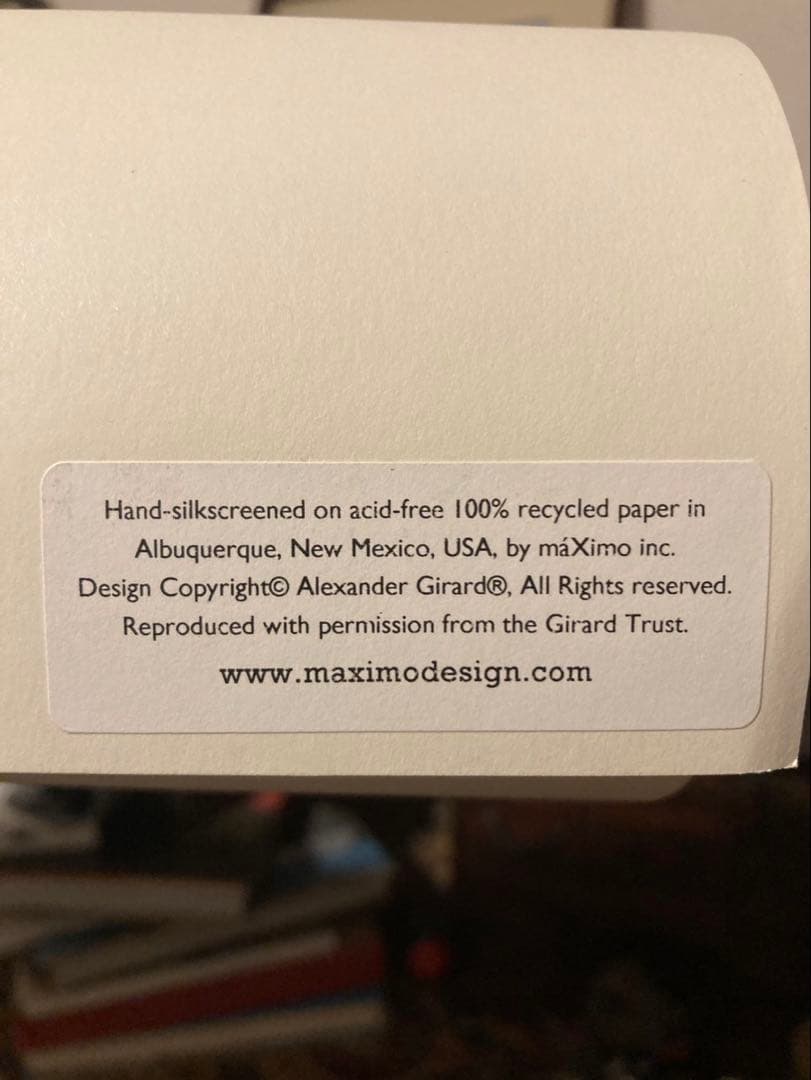 Hand-silkscreened on acid-free 100% recycled paper in
Albuquerque, New Mexico, USA, by máXimo inc.
Design Copyright© Alexander Girard®, All Rights reserved.
Reproduced with permission from the Girard Trust.
www.maximodesign.com